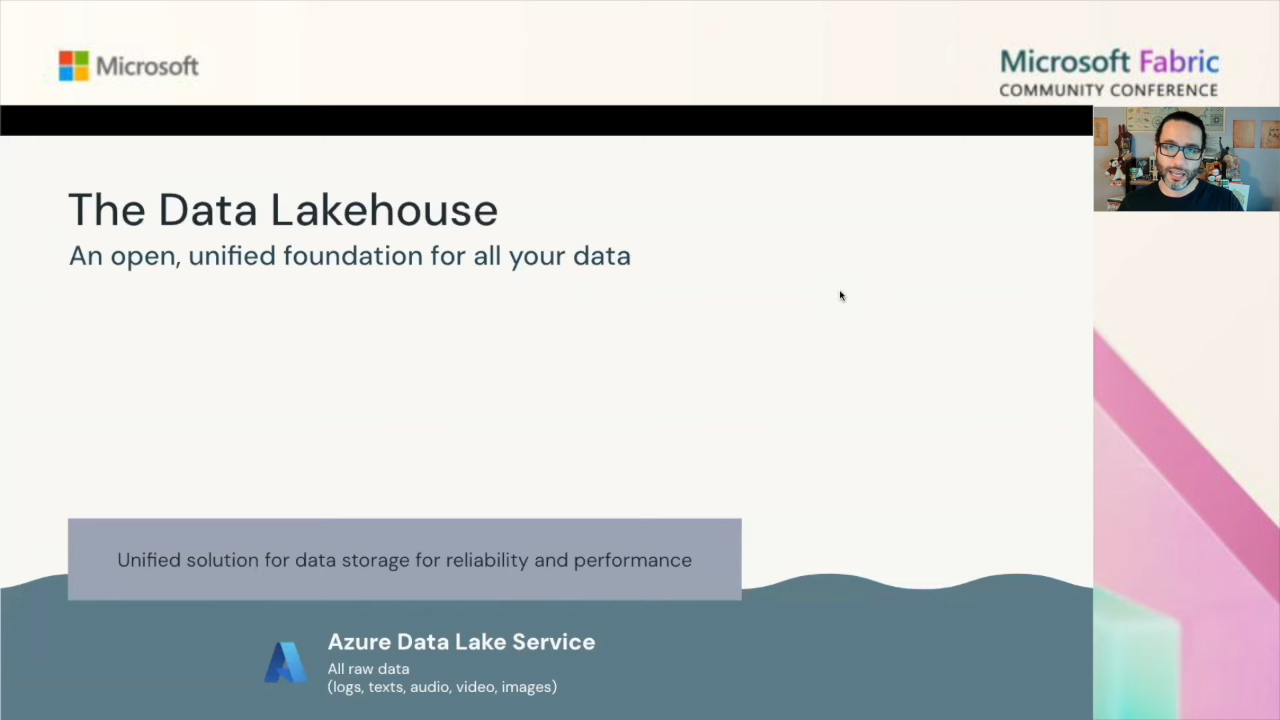 Microsoft
Microsoft Fabric
COMMUNITY CONFERENCE
The Data Lakehouse
An open, unified foundation for all your data
Unified solution for data storage for reliability and performance
Azure Data Lake Service
All raw data
(logs, texts, audio, video, images)